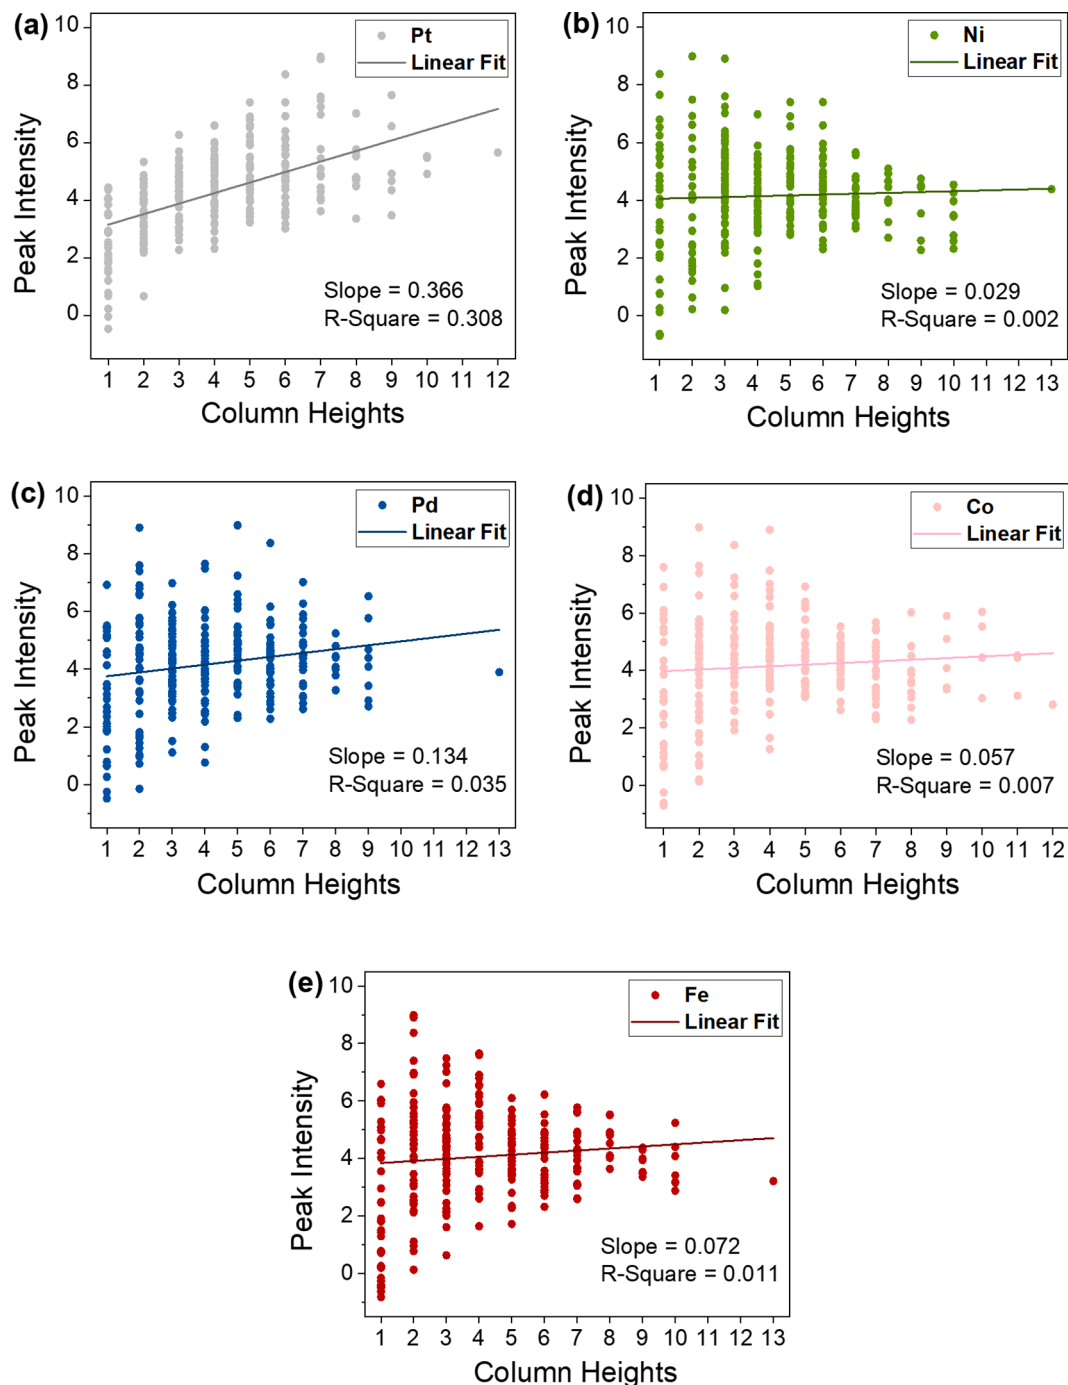 (a)
Pt
Linear Fit
10
8
6
4
2
0
Peak Intensity
Slope = 0.366
R-Square = 0.308
1 2 3 4 5 6 7 8 9 10 11 12
Column Heights
(b)
Ni
Linear Fit
10
8
6
4
2
0
Peak Intensity
Slope = 0.029
R-Square = 0.002
1 2 3 4 5 6 7 8 9 10 11 12 13
Column Heights
(c)
Pd
Linear Fit
10
8
6
4
2
0
Peak Intensity
Slope = 0.134
R-Square = 0.035
1 2 3 4 5 6 7 8 9 10 11 12 13
Column Heights
(d)
Co
Linear Fit
10
8
6
4
2
0
Peak Intensity
Slope = 0.057
R-Square = 0.007
1 2 3 4 5 6 7 8 9 10 11 12
Column Heights
(e)
Fe
Linear Fit
10
8
6
4
2
0
Peak Intensity
Slope = 0.072
R-Square = 0.011
1 2 3 4 5 6 7 8 9 10 11 12 13
Column Heights